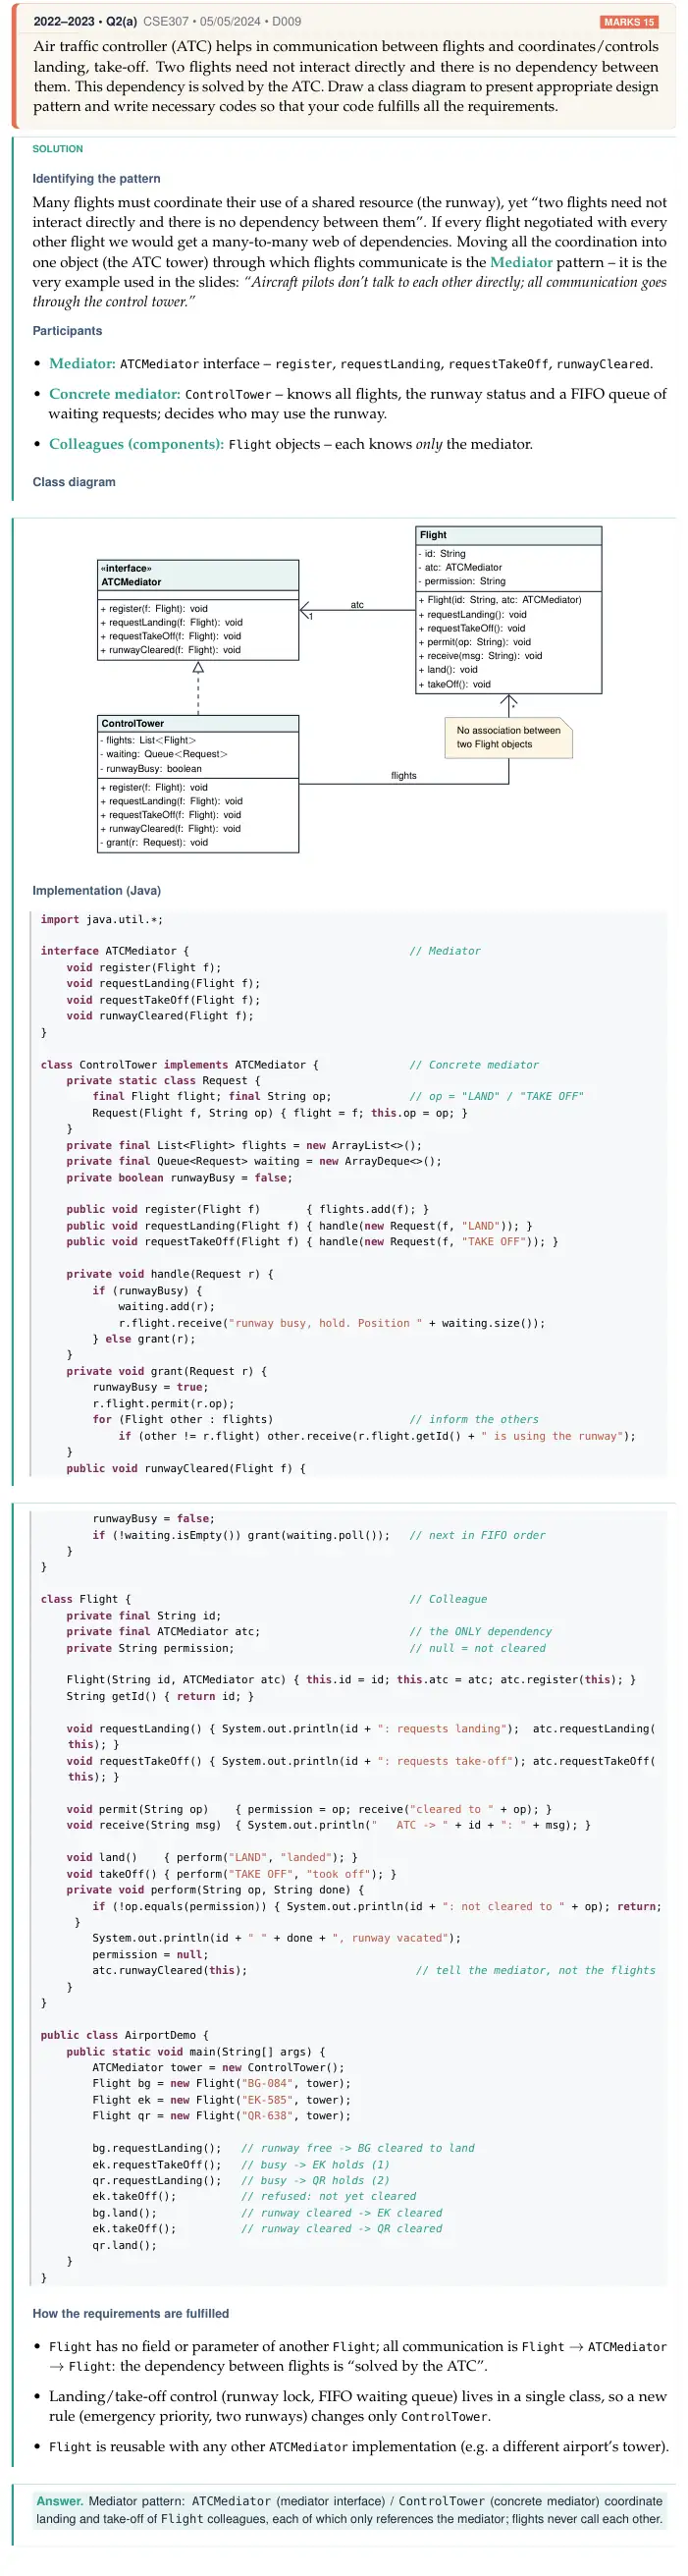 2022–2023 • Q2(a) CSE307 • 05/05/2024 • D009 MARKS 15
Air traffic controller (ATC) helps in communication between flights and coordinates/controls
landing, take-off. Two flights need not interact directly and there is no dependency between
them. This dependency is solved by the ATC. Draw a class diagram to present appropriate design
pattern and write necessary codes so that your code fulfills all the requirements.
SOLUTION
Identifying the pattern
Many flights must coordinate their use of a shared resource (the runway), yet “two flights need not
interact directly and there is no dependency between them”. If every flight negotiated with every
other flight we would get a many-to-many web of dependencies. Moving all the coordination into
one object (the ATC tower) through which flights communicate is the Mediator pattern – it is the
very example used in the slides: “Aircraft pilots don’t talk to each other directly; all communication goes
through the control tower.”
Participants
• Mediator: ATCMediator interface – register, requestLanding, requestTakeOff, runwayCleared.
• Concrete mediator: ControlTower – knows all flights, the runway status and a FIFO queue of
waiting requests; decides who may use the runway.
• Colleagues (components): Flight objects – each knows only the mediator.
Class diagram
«interface»
ATCMediator
+ register(f: Flight): void
+ requestLanding(f: Flight): void
+ requestTakeOff(f: Flight): void
+ runwayCleared(f: Flight): void
atc
1
Flight
- id: String
- atc: ATCMediator
- permission: String
+ Flight(id: String, atc: ATCMediator)
+ requestLanding(): void
+ requestTakeOff(): void
+ permit(op: String): void
+ receive(msg: String): void
+ land(): void
+ takeOff(): void
*
No association between
two Flight objects
ControlTower
- flights: List<Flight>
- waiting: Queue<Request>
- runwayBusy: boolean
+ register(f: Flight): void
+ requestLanding(f: Flight): void
+ requestTakeOff(f: Flight): void
+ runwayCleared(f: Flight): void
- grant(r: Request): void
flights
Implementation (Java)
import java.util.*;
interface ATCMediator { // Mediator
void register(Flight f);
void requestLanding(Flight f);
void requestTakeOff(Flight f);
void runwayCleared(Flight f);
}
class ControlTower implements ATCMediator { // Concrete mediator
private static class Request {
final Flight flight; final String op; // op = "LAND" / "TAKE OFF"
Request(Flight f, String op) { flight = f; this.op = op; }
}
private final List<Flight> flights = new ArrayList<>();
private final Queue<Request> waiting = new ArrayDeque<>();
private boolean runwayBusy = false;
public void register(Flight f) { flights.add(f); }
public void requestLanding(Flight f) { handle(new Request(f, "LAND")); }
public void requestTakeOff(Flight f) { handle(new Request(f, "TAKE OFF")); }
private void handle(Request r) {
if (runwayBusy) {
waiting.add(r);
r.flight.receive("runway busy, hold. Position " + waiting.size());
} else grant(r);
}
private void grant(Request r) {
runwayBusy = true;
r.flight.permit(r.op);
for (Flight other : flights) // inform the others
if (other != r.flight) other.receive(r.flight.getId() + " is using the runway");
}
public void runwayCleared(Flight f) {
runwayBusy = false;
if (!waiting.isEmpty()) grant(waiting.poll()); // next in FIFO order
}
}
class Flight { // Colleague
private final String id;
private final ATCMediator atc; // the ONLY dependency
private String permission; // null = not cleared
Flight(String id, ATCMediator atc) { this.id = id; this.atc = atc; atc.register(this); }
String getId() { return id; }
void requestLanding() { System.out.println(id + ": requests landing"); atc.requestLanding(
this); }
void requestTakeOff() { System.out.println(id + ": requests take-off"); atc.requestTakeOff(
this); }
void permit(String op) { permission = op; receive("cleared to " + op); }
void receive(String msg) { System.out.println(" ATC -> " + id + ": " + msg); }
void land() { perform("LAND", "landed"); }
void takeOff() { perform("TAKE OFF", "took off"); }
private void perform(String op, String done) {
if (!op.equals(permission)) { System.out.println(id + ": not cleared to " + op); return;
}
System.out.println(id + " " + done + ", runway vacated");
permission = null;
atc.runwayCleared(this); // tell the mediator, not the flights
}
}
public class AirportDemo {
public static void main(String[] args) {
ATCMediator tower = new ControlTower();
Flight bg = new Flight("BG-084", tower);
Flight ek = new Flight("EK-585", tower);
Flight qr = new Flight("QR-638", tower);
bg.requestLanding(); // runway free -> BG cleared to land
ek.requestTakeOff(); // busy -> EK holds (1)
qr.requestLanding(); // busy -> QR holds (2)
ek.takeOff(); // refused: not yet cleared
bg.land(); // runway cleared -> EK cleared
ek.takeOff(); // runway cleared -> QR cleared
qr.land();
}
}
How the requirements are fulfilled
• Flight has no field or parameter of another Flight; all communication is Flight → ATCMediator
→ Flight: the dependency between flights is “solved by the ATC”.
• Landing/take-off control (runway lock, FIFO waiting queue) lives in a single class, so a new
rule (emergency priority, two runways) changes only ControlTower.
• Flight is reusable with any other ATCMediator implementation (e.g. a different airport’s tower).
Answer. Mediator pattern: ATCMediator (mediator interface) / ControlTower (concrete mediator) coordinate
landing and take-off of Flight colleagues, each of which only references the mediator; flights never call each other.